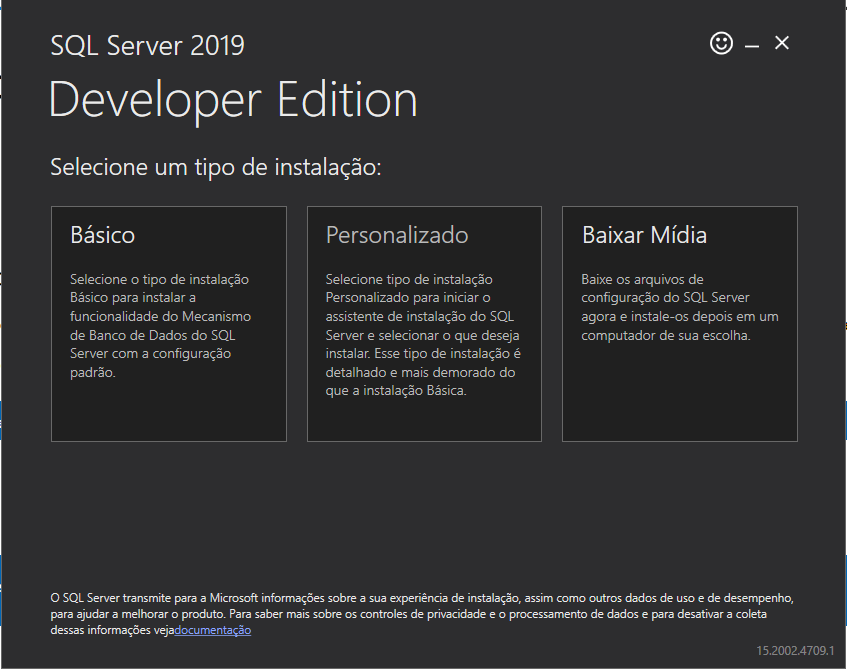 SQL Server 2019
Developer Edition
Selecione um tipo de instalação:
Básico
Selecione o tipo de instalação
Básico para instalar a
funcionalidade do Mecanismo
de Banco de Dados do SQL
Server com a configuração
padrão.
Personalizado
Selecione tipo de instalação
Personalizado para iniciar o
assistente de instalação do SQL
Server e selecionar o que deseja
instalar. Esse tipo de instalação é
detalhado e mais demorado do
que a instalação Básica.
Baixar Mídia
Baixe os arquivos de
configuração do SQL Server
agora e instale-os depois em um
computador de sua escolha.
O SQL Server transmite para a Microsoft informações sobre a sua experiência de instalação, assim como outros dados de uso e de desempenho,
para ajudar a melhorar o produto. Para saber mais sobre os controles de privacidade e o processamento de dados e para desativar a coleta
dessas informações vejadocumentação
15.2002.4709.1